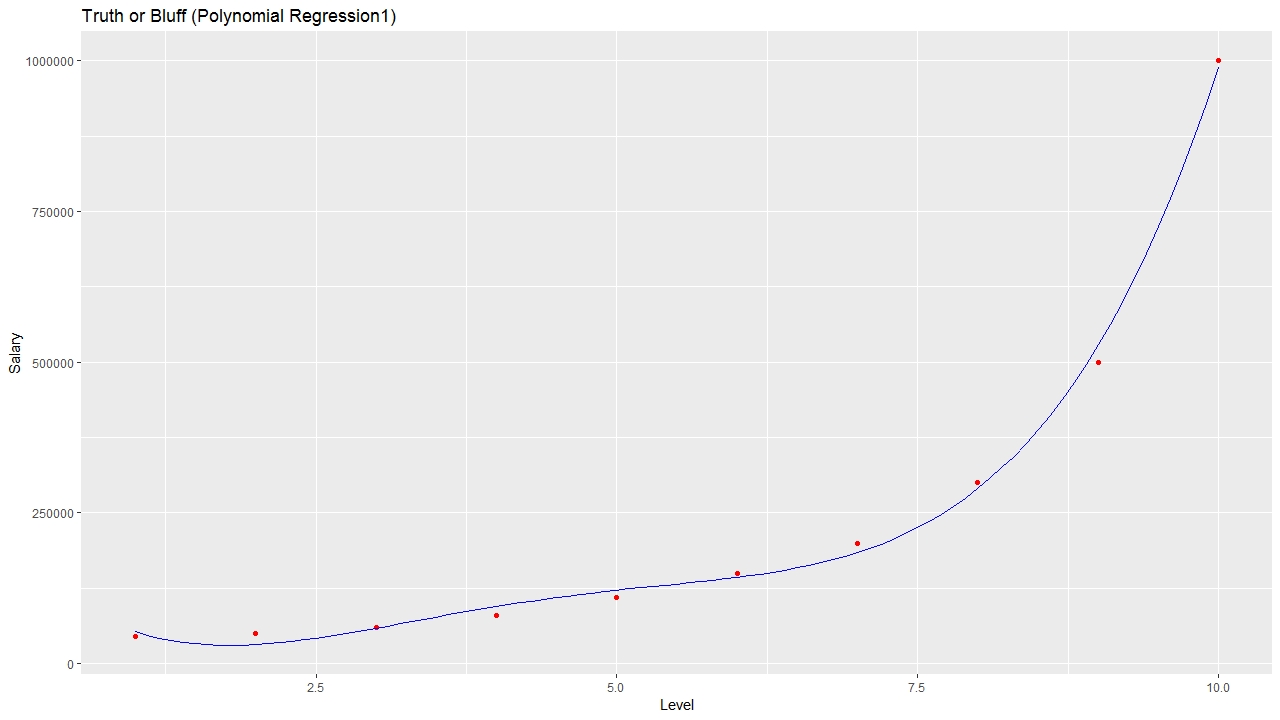 Truth or Bluff (Polynomial Regression1)
1000000
750000
500000
250000
0
Salary
2.5 5.0 7.5 10.0
Level